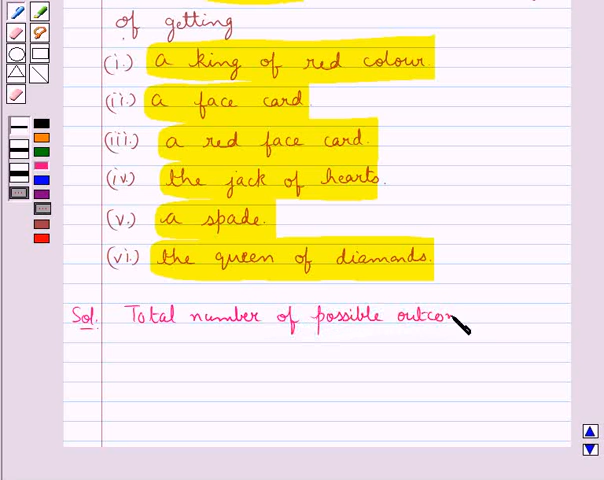 of getting
(i.) a king of red colour.
(ii.) a face card.
(iii.) a red face card.
(iv.) the jack of hearts.
(v.) a spade.
(vi.) the queen of diamonds.
Sol. Total number of possible outcom